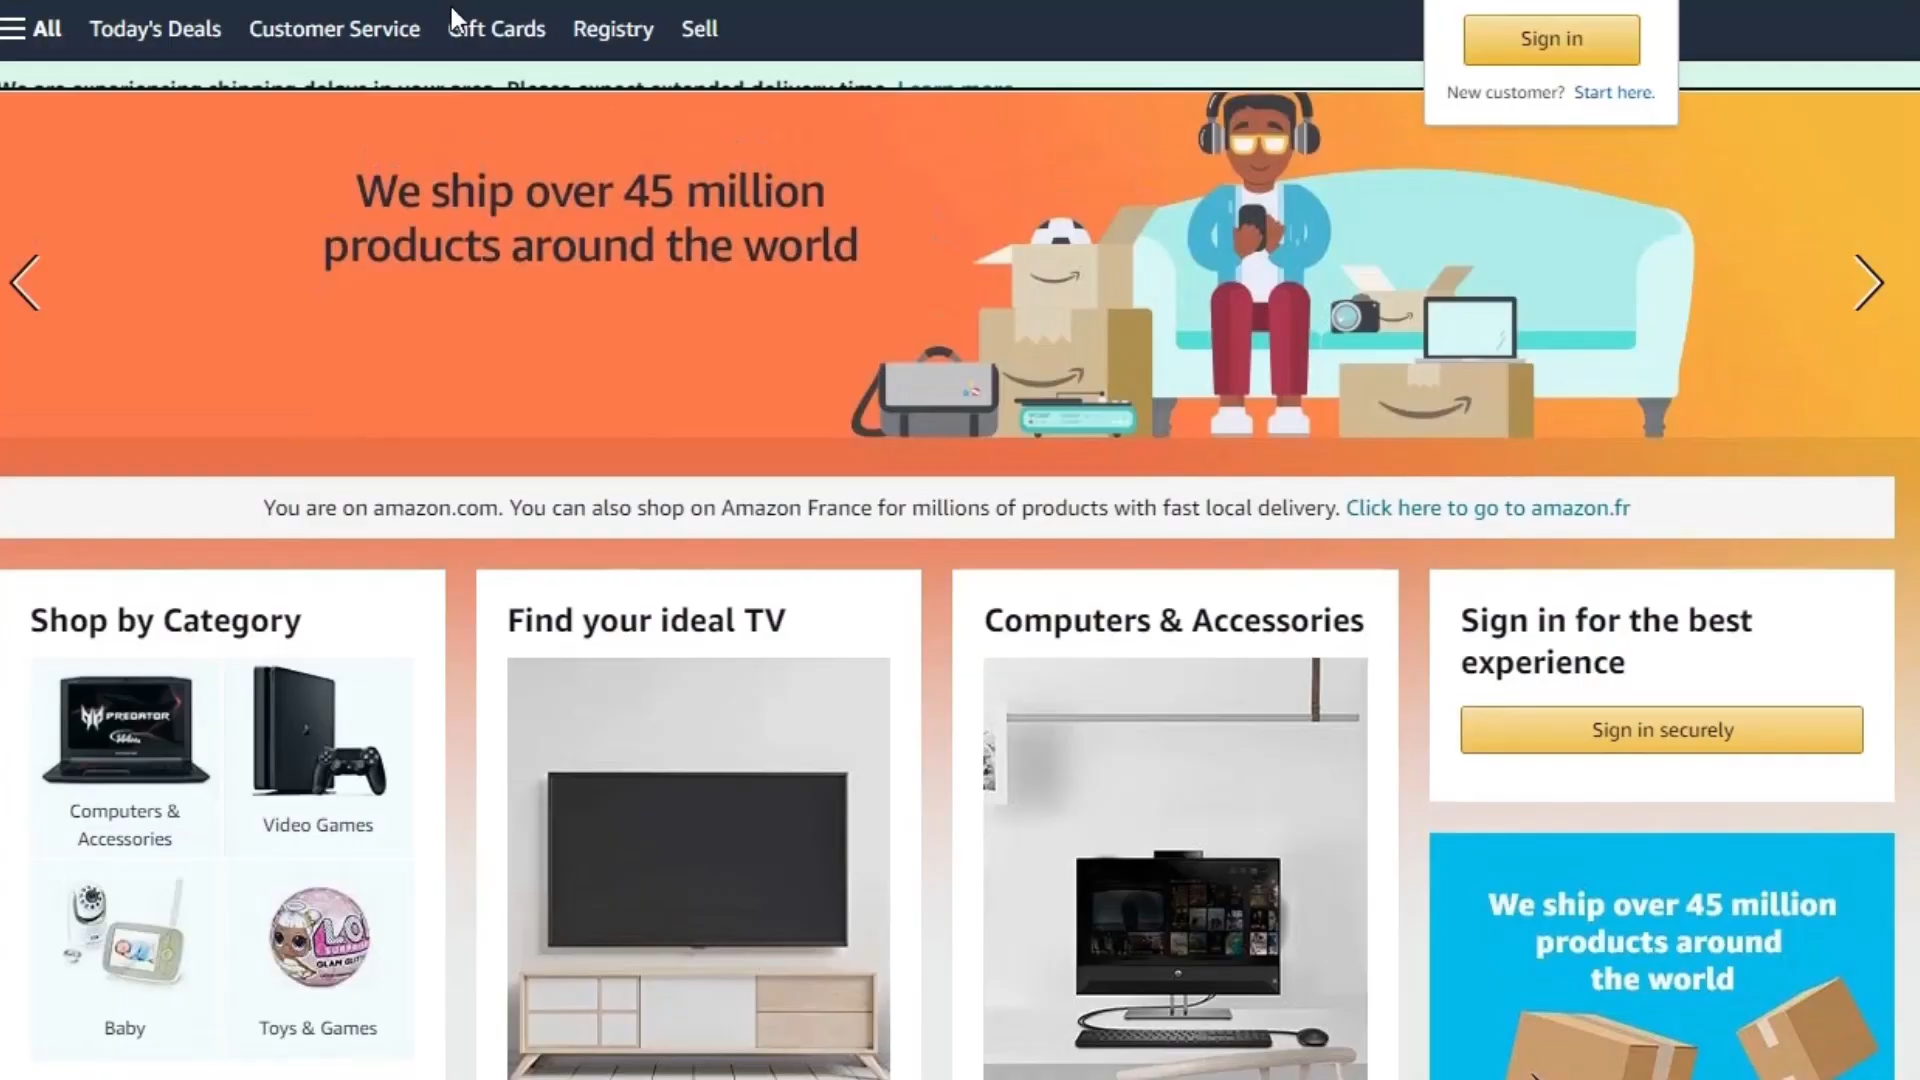 All Today's Deals Customer Service Gift Cards Registry Sell
Sign in
New customer? Start here.
We are experiencing shipping delays in your area. Please expect extended delivery time. Learn more
We ship over 45 million
products around the world
You are on amazon.com. You can also shop on Amazon France for millions of products with fast local delivery. Click here to go to amazon.fr
Shop by Category
PREDATOR
Computers &
Accessories
Video Games
Baby
SURPRISE
Toys & Games
Find your ideal TV
Computers & Accessories
Sign in for the best
experience
Sign in securely
We ship over 45 million
products around
the world